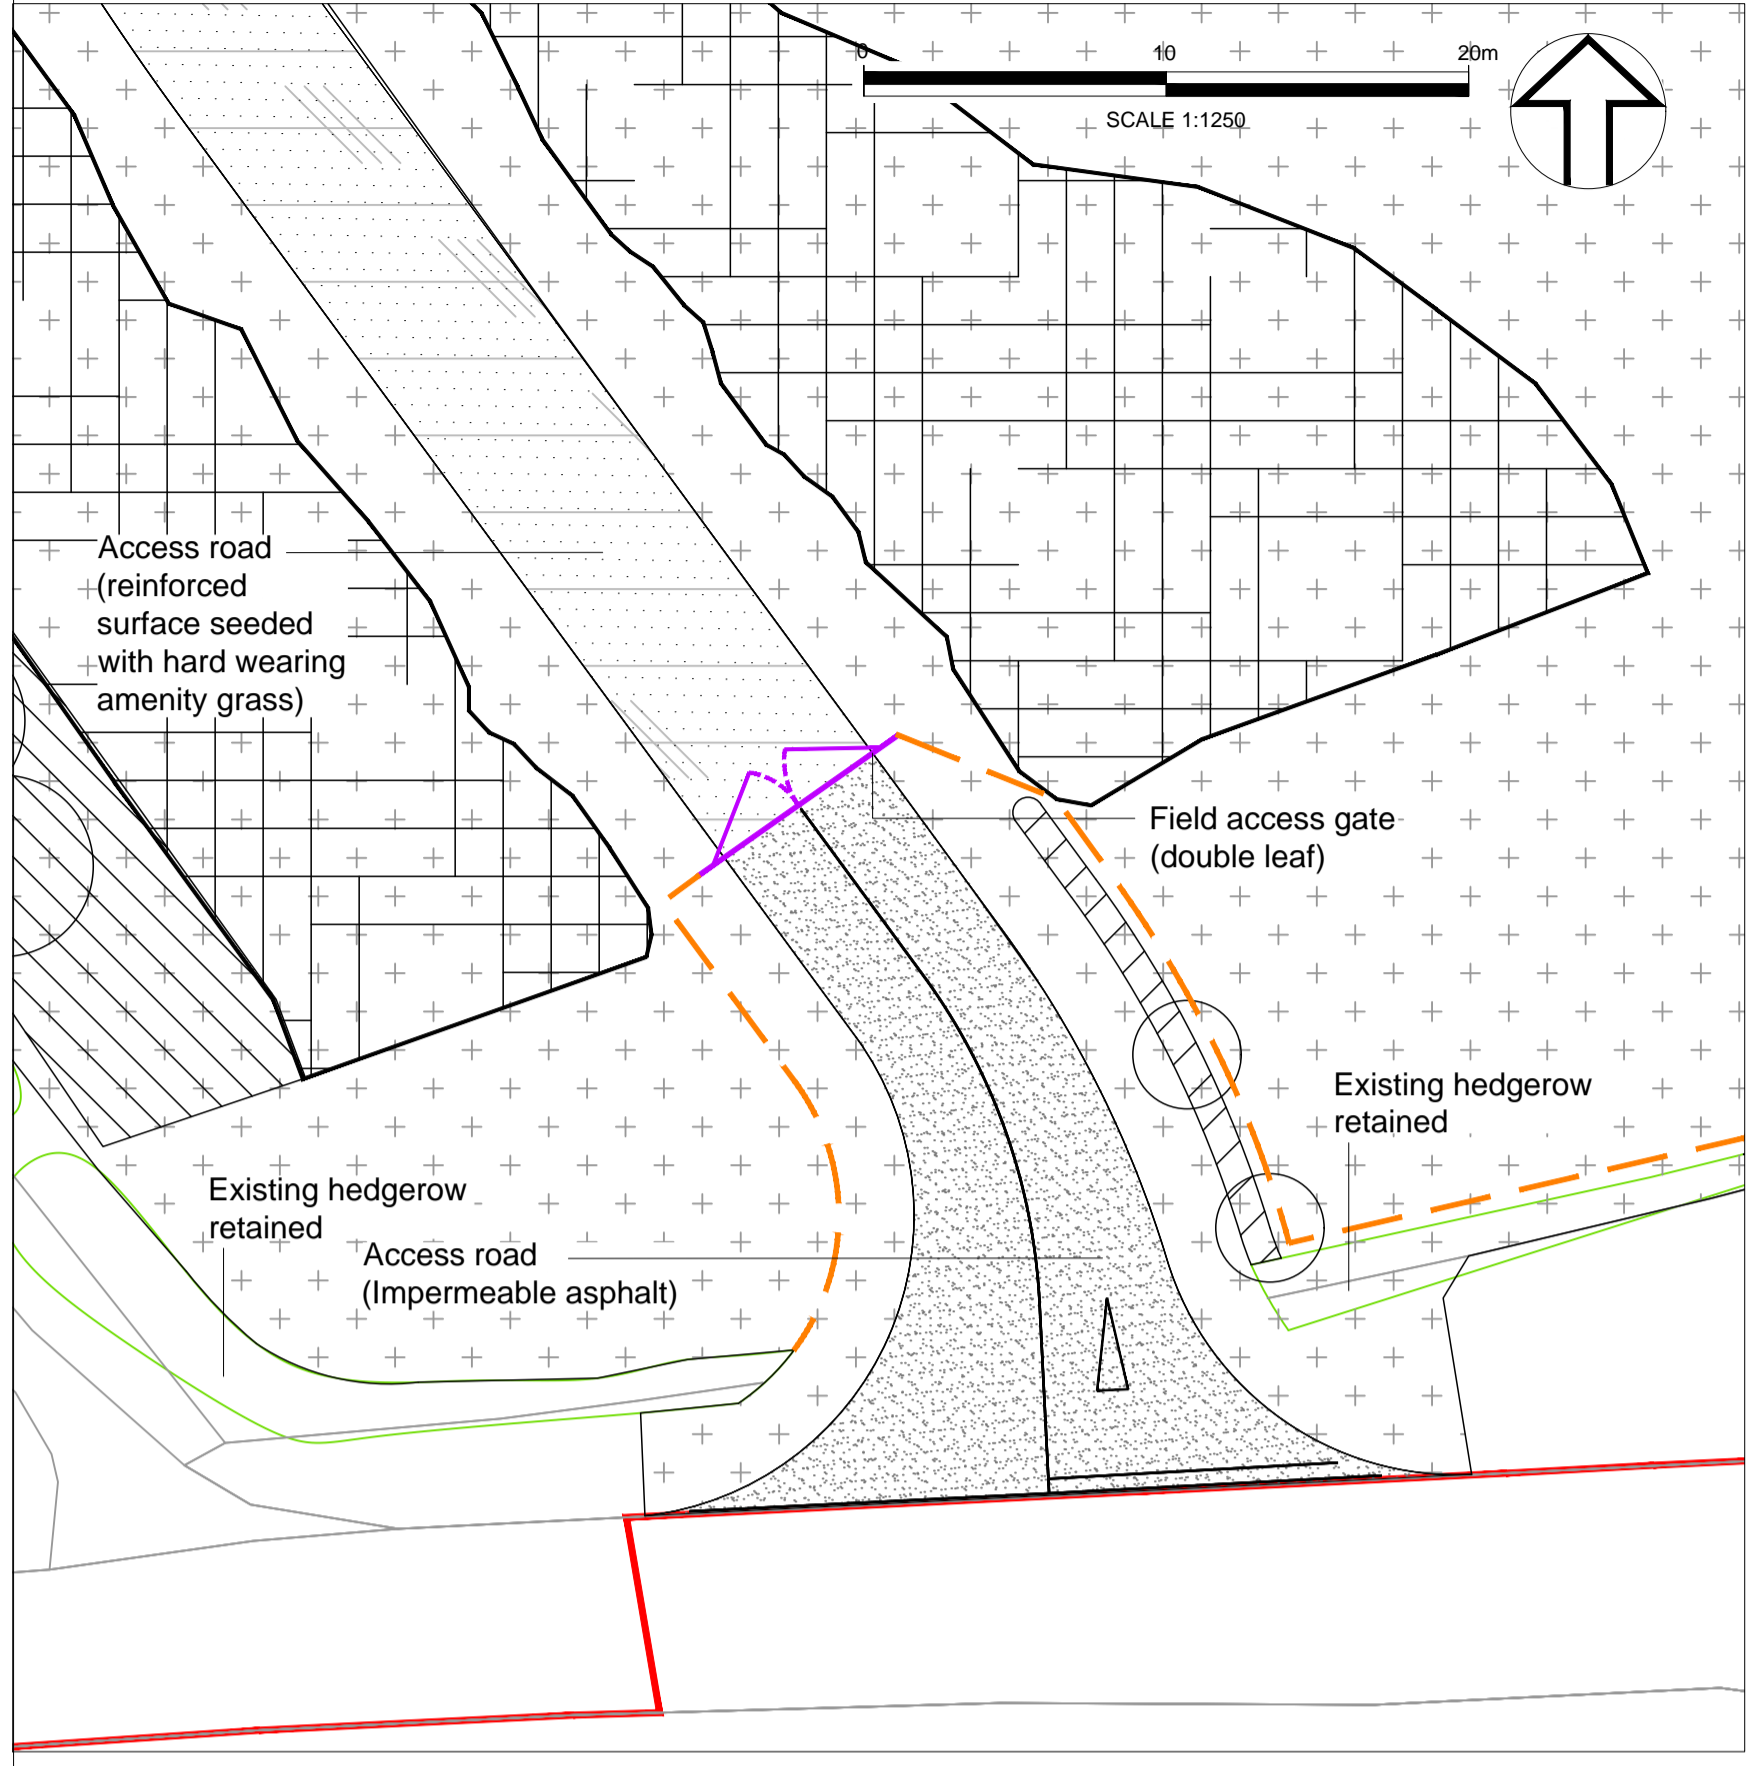 0 10 20m
SCALE 1:1250
Access road
(reinforced
surface seeded
with hard wearing
amenity grass)
Field access gate
(double leaf)
Existing hedgerow
retained
Existing hedgerow
retained
Access road
(Impermeable asphalt)